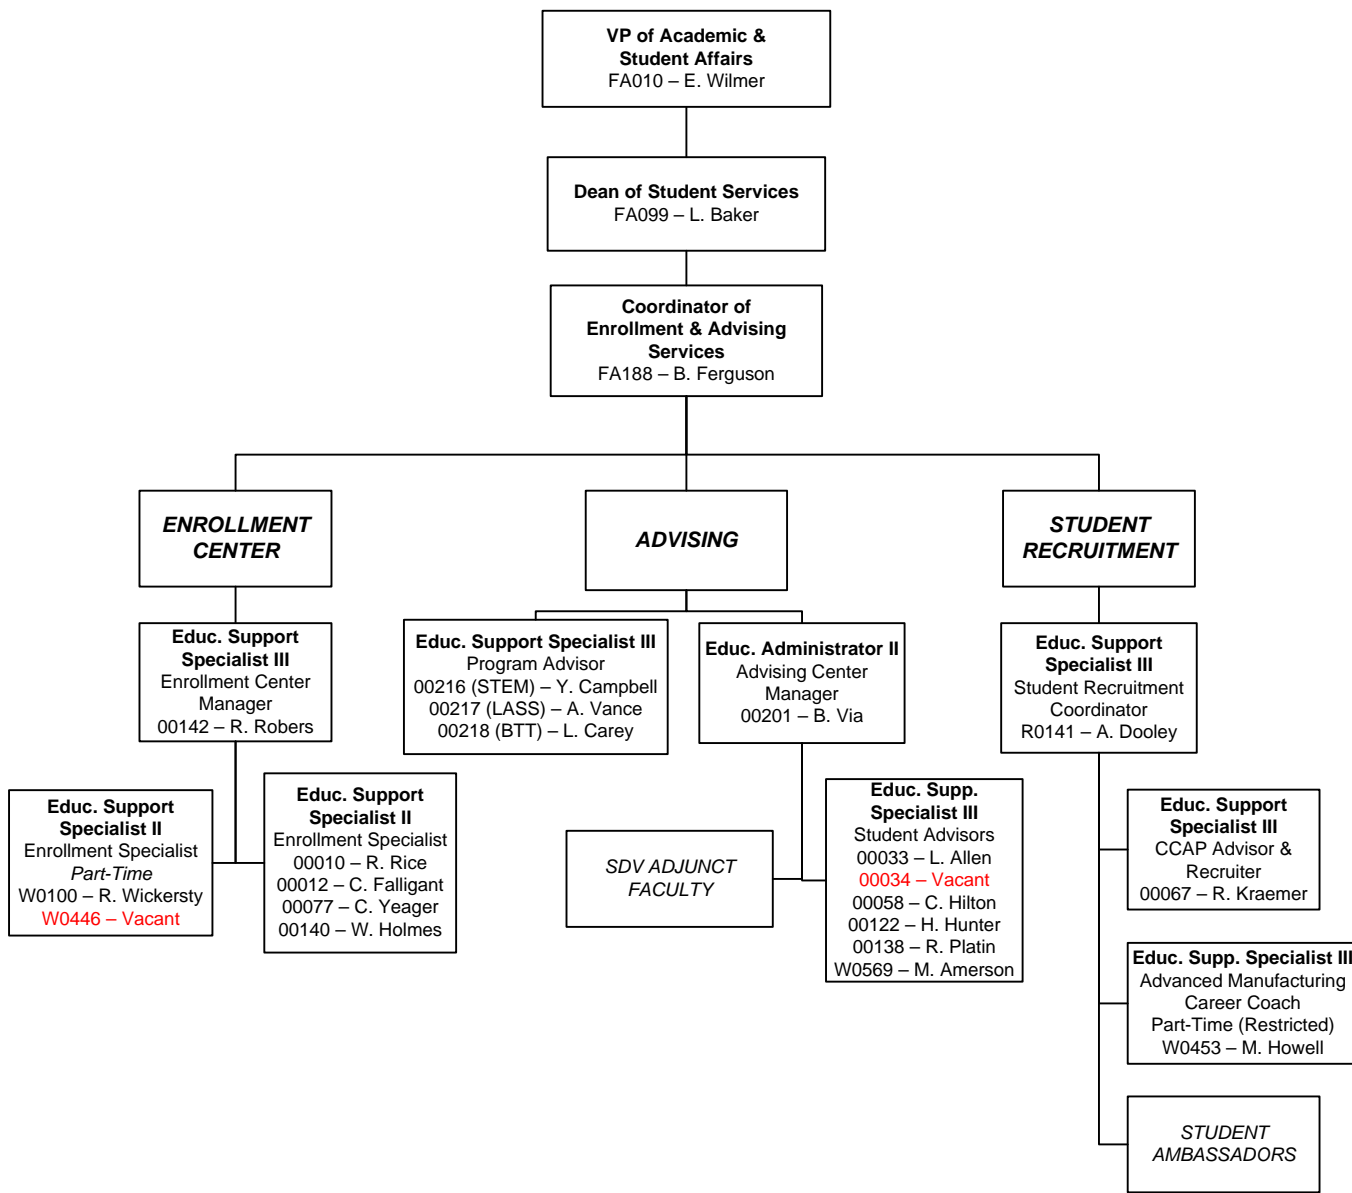 VP of Academic &
Student Affairs
FA010 – E. Wilmer
Dean of Student Services
FA099 – L. Baker
Coordinator of
Enrollment & Advising
Services
FA188 – B. Ferguson
ENROLLMENT
CENTER
ADVISING
STUDENT
RECRUITMENT
Educ. Support
Specialist III
Enrollment Center
Manager
00142 – R. Robers
Educ. Support Specialist III
Program Advisor
00216 (STEM) – Y. Campbell
00217 (LASS) – A. Vance
00218 (BTT) – L. Carey
Educ. Administrator II
Advising Center
Manager
00201 – B. Via
Educ. Support
Specialist III
Student Recruitment
Coordinator
R0141 – A. Dooley
Educ. Support
Specialist II
Enrollment Specialist
Part-Time
W0100 – R. Wickersty
W0446 – Vacant
Educ. Support
Specialist II
Enrollment Specialist
00010 – R. Rice
00012 – C. Falligant
00077 – C. Yeager
00140 – W. Holmes
SDV ADJUNCT
FACULTY
Educ. Supp.
Specialist III
Student Advisors
00033 – L. Allen
00034 – Vacant
00058 – C. Hilton
00122 – H. Hunter
00138 – R. Platin
W0569 – M. Amerson
Educ. Support
Specialist III
CCAP Advisor &
Recruiter
00067 – R. Kraemer
Educ. Supp. Specialist III
Advanced Manufacturing
Career Coach
Part-Time (Restricted)
W0453 – M. Howell
STUDENT
AMBASSADORS